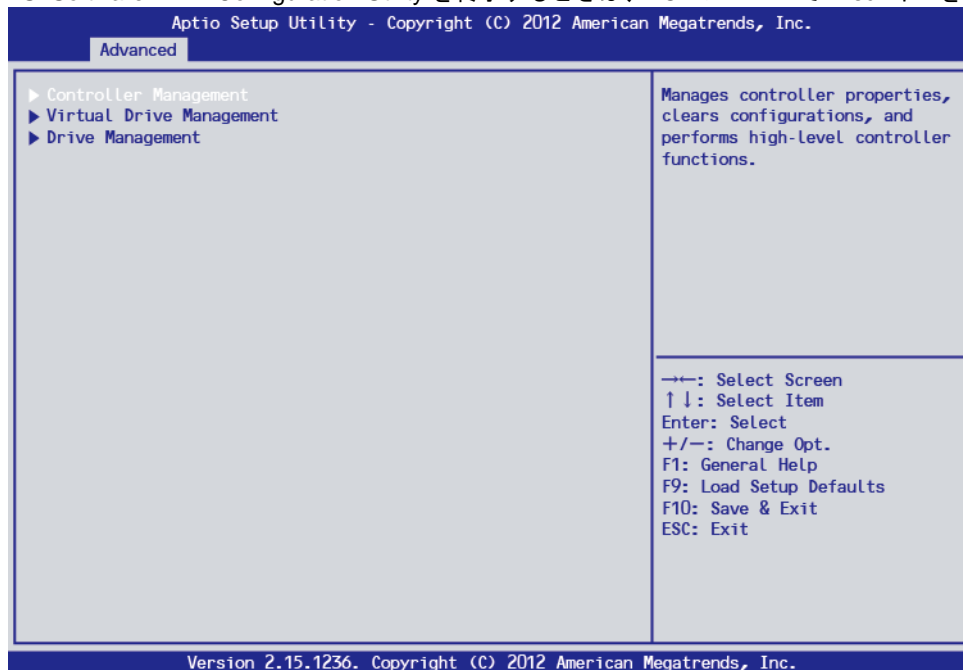 Aptio Setup Utility - Copyright (C) 2012 American Megatrends, Inc.
Advanced
▶ Controller Management
▶ Virtual Drive Management
▶ Drive Management
Manages controller properties,
clears configurations, and
performs high-level controller
functions.
→←: Select Screen
↑↓: Select Item
Enter: Select
+/−: Change Opt.
F1: General Help
F9: Load Setup Defaults
F10: Save & Exit
ESC: Exit
Version 2.15.1236. Copyright (C) 2012 American Megatrends, Inc.